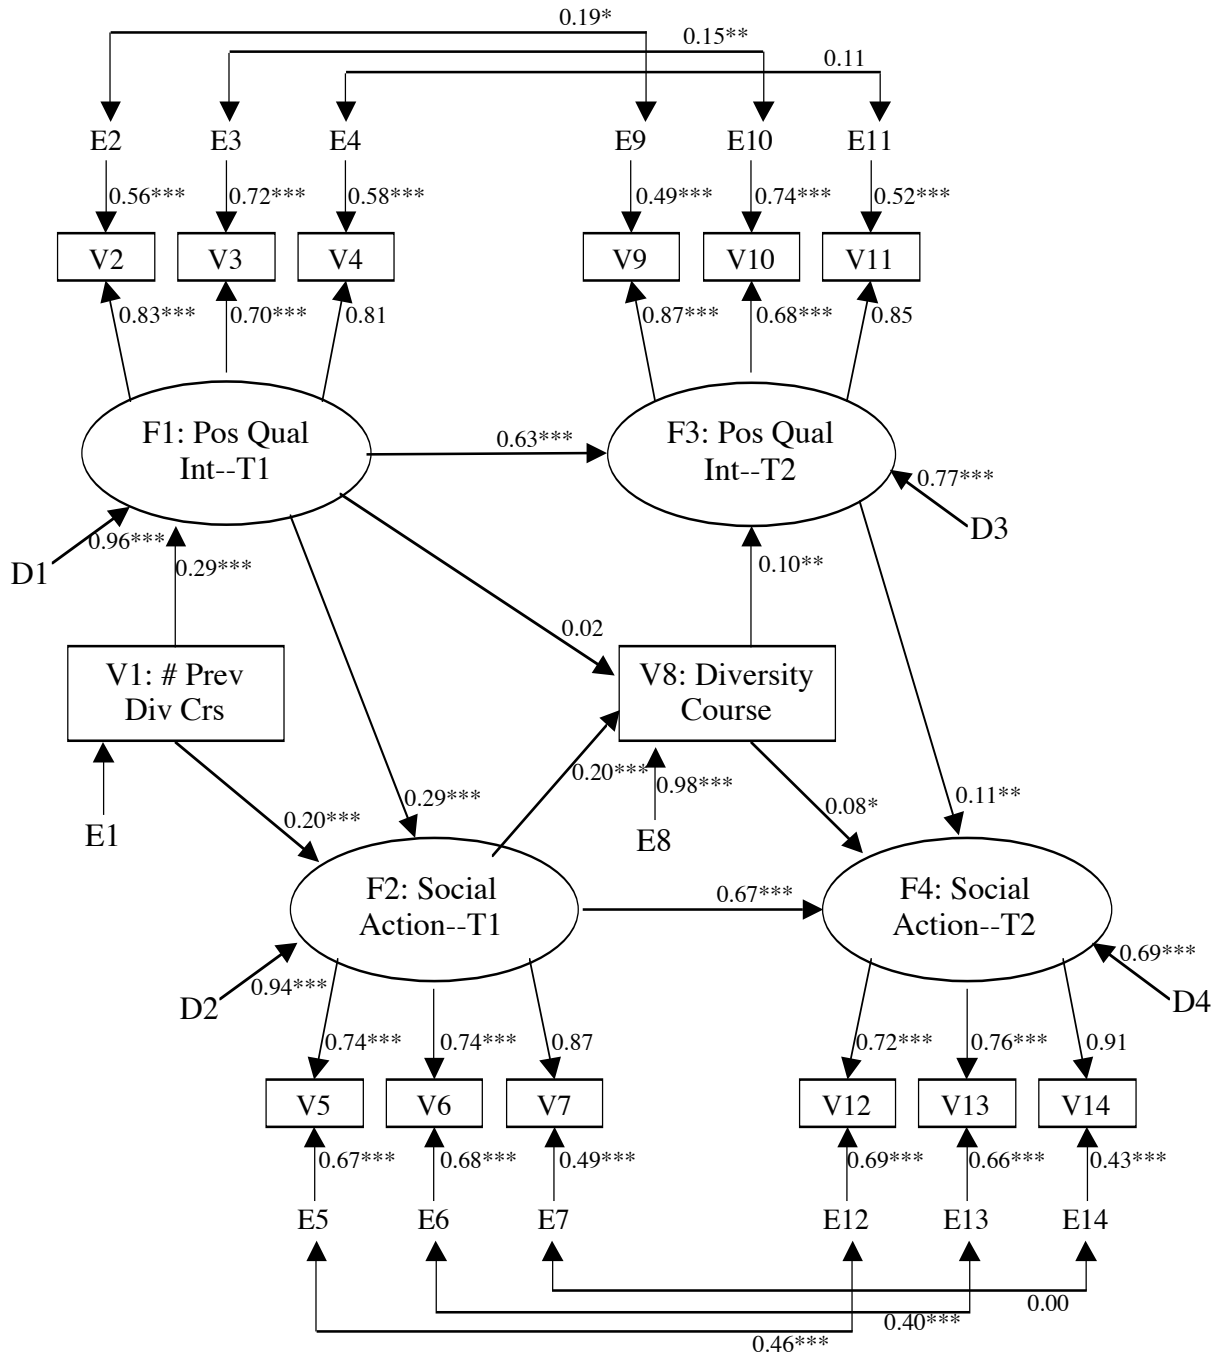 0.19*
0.15**
0.11
E2 E3 E4 E9 E10 E11
0.56*** 0.72*** 0.58*** 0.49*** 0.74*** 0.52***
V2 V3 V4 V9 V10 V11
0.83*** 0.70*** 0.81 0.87*** 0.68*** 0.85
F1: Pos Qual
Int--T1
0.63***
F3: Pos Qual
Int--T2
0.77***
D3
0.96***
D1
0.29***
0.10**
0.02
V1: # Prev
Div Crs
V8: Diversity
Course
0.20***
0.98***
E1
0.20***
0.29***
E8
0.08*
0.11**
F2: Social
Action--T1
0.67***
F4: Social
Action--T2
0.94***
D2
0.69***
D4
0.74*** 0.74*** 0.87 0.72*** 0.76*** 0.91
V5 V6 V7 V12 V13 V14
0.67*** 0.68*** 0.49*** 0.69*** 0.66*** 0.43***
E5 E6 E7 E12 E13 E14
0.00
0.40***
0.46***